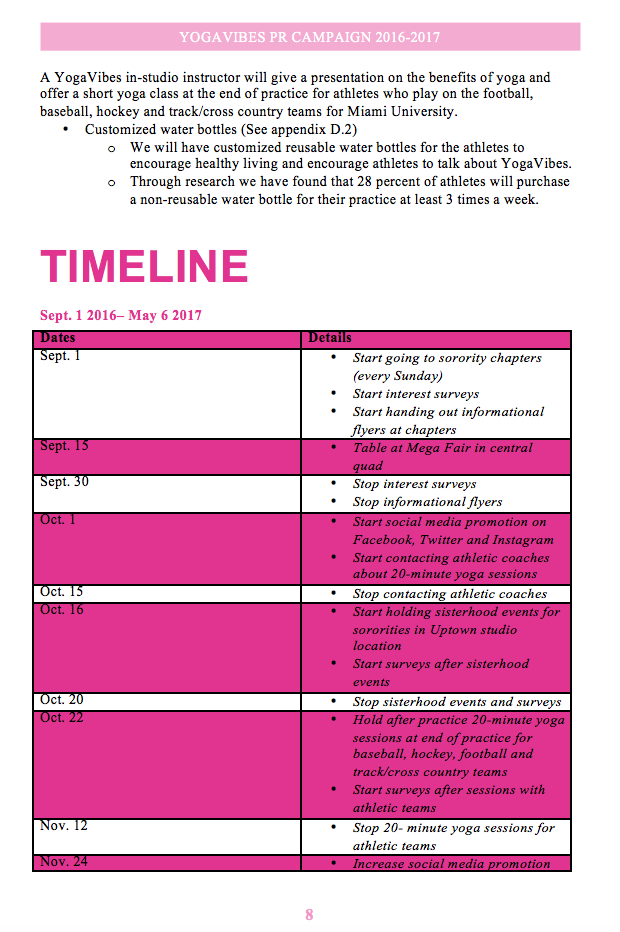 YOGAVIBES PR CAMPAIGN 2016-2017
A YogaVibes in-studio instructor will give a presentation on the benefits of yoga and
offer a short yoga class at the end of practice for athletes who play on the football,
baseball, hockey and track/cross country teams for Miami University.
• Customized water bottles (See appendix D.2)
o We will have customized reusable water bottles for the athletes to
encourage healthy living and encourage athletes to talk about YogaVibes.
o Through research we have found that 28 percent of athletes will purchase
a non-reusable water bottle for their practice at least 3 times a week.
TIMELINE
Sept. 1 2016– May 6 2017
Dates Details
Sept. 1 • Start going to sorority chapters
(every Sunday)
• Start interest surveys
• Start handing out informational
flyers at chapters
Sept. 15 • Table at Mega Fair in central
quad
Sept. 30 • Stop interest surveys
• Stop informational flyers
Oct. 1 • Start social media promotion on
Facebook, Twitter and Instagram
• Start contacting athletic coaches
about 20-minute yoga sessions
Oct. 15 • Stop contacting athletic coaches
Oct. 16 • Start holding sisterhood events for
sororities in Uptown studio
location
• Start surveys after sisterhood
events
Oct. 20 • Stop sisterhood events and surveys
Oct. 22 • Hold after practice 20-minute yoga
sessions at end of practice for
baseball, hockey, football and
track/cross country teams
• Start surveys after sessions with
athletic teams
Nov. 12 • Stop 20- minute yoga sessions for
athletic teams
Nov. 24 • Increase social media promotion
8